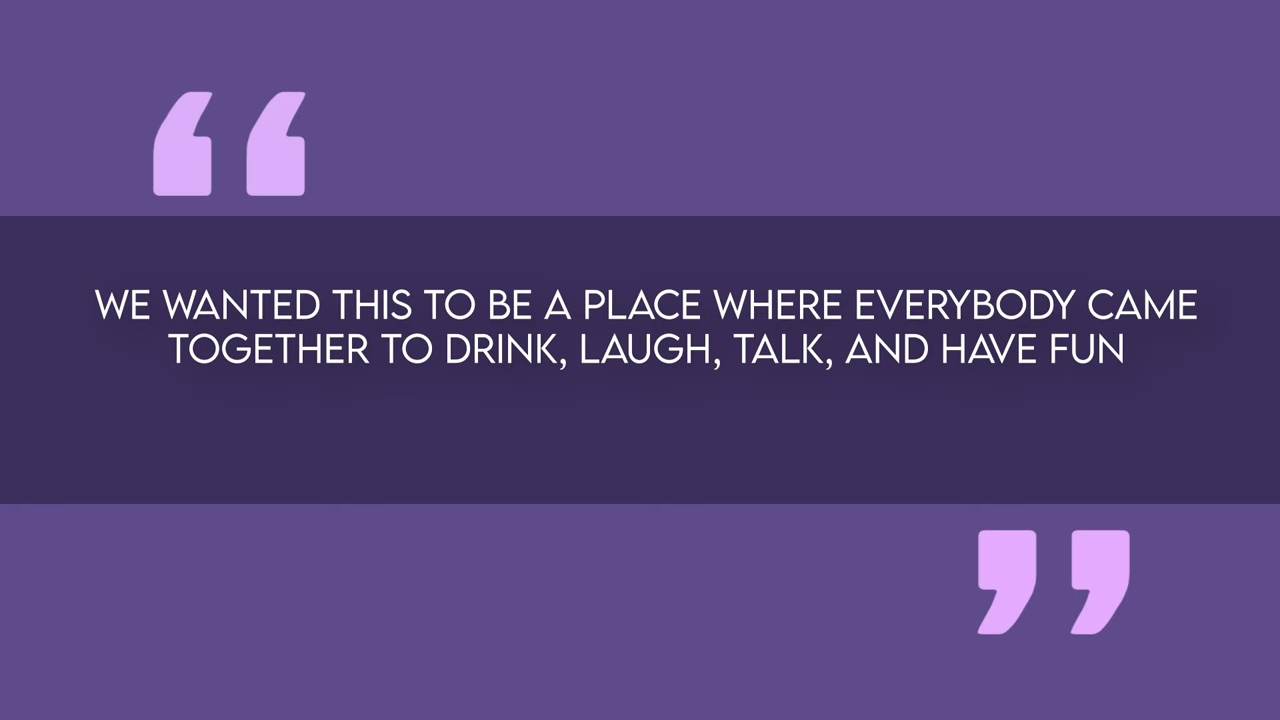 “
WE WANTED THIS TO BE A PLACE WHERE EVERYBODY CAME
TOGETHER TO DRINK, LAUGH, TALK, AND HAVE FUN
”